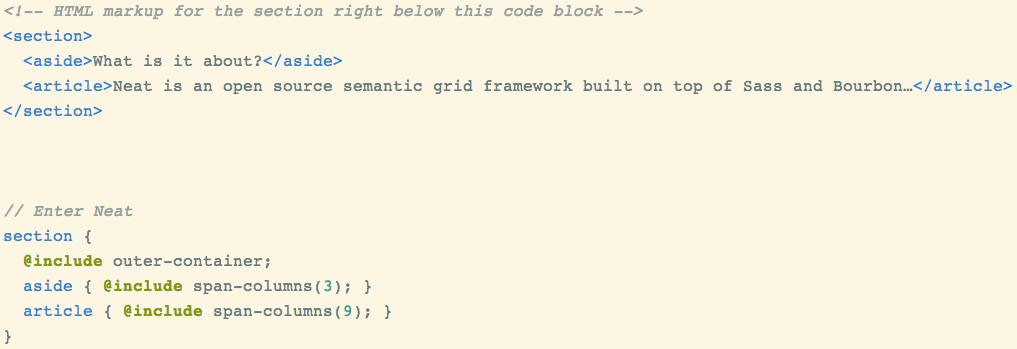 <!-- HTML markup for the section right below this code block -->
<section>
  <aside>What is it about?</aside>
  <article>Neat is an open source semantic grid framework built on top of Sass and Bourbon…</article>
</section>
// Enter Neat
section {
  @include outer-container;
  aside { @include span-columns(3); }
  article { @include span-columns(9); }
}